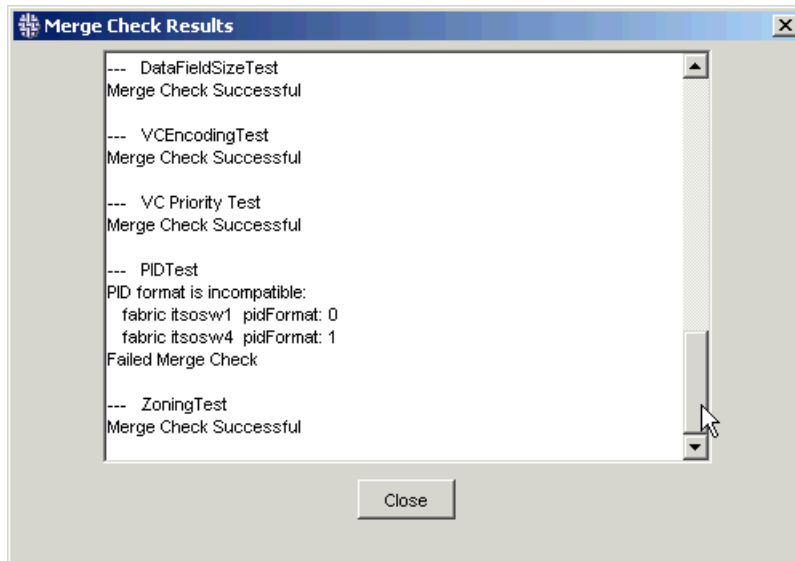 Merge Check Results
--- DataFieldSizeTest
Merge Check Successful
--- VCEncodingTest
Merge Check Successful
--- VC Priority Test
Merge Check Successful
--- PIDTest
PID format is incompatible:
fabric itsosw1 pidFormat: 0
fabric itsosw4 pidFormat: 1
Failed Merge Check
--- ZoningTest
Merge Check Successful
Close